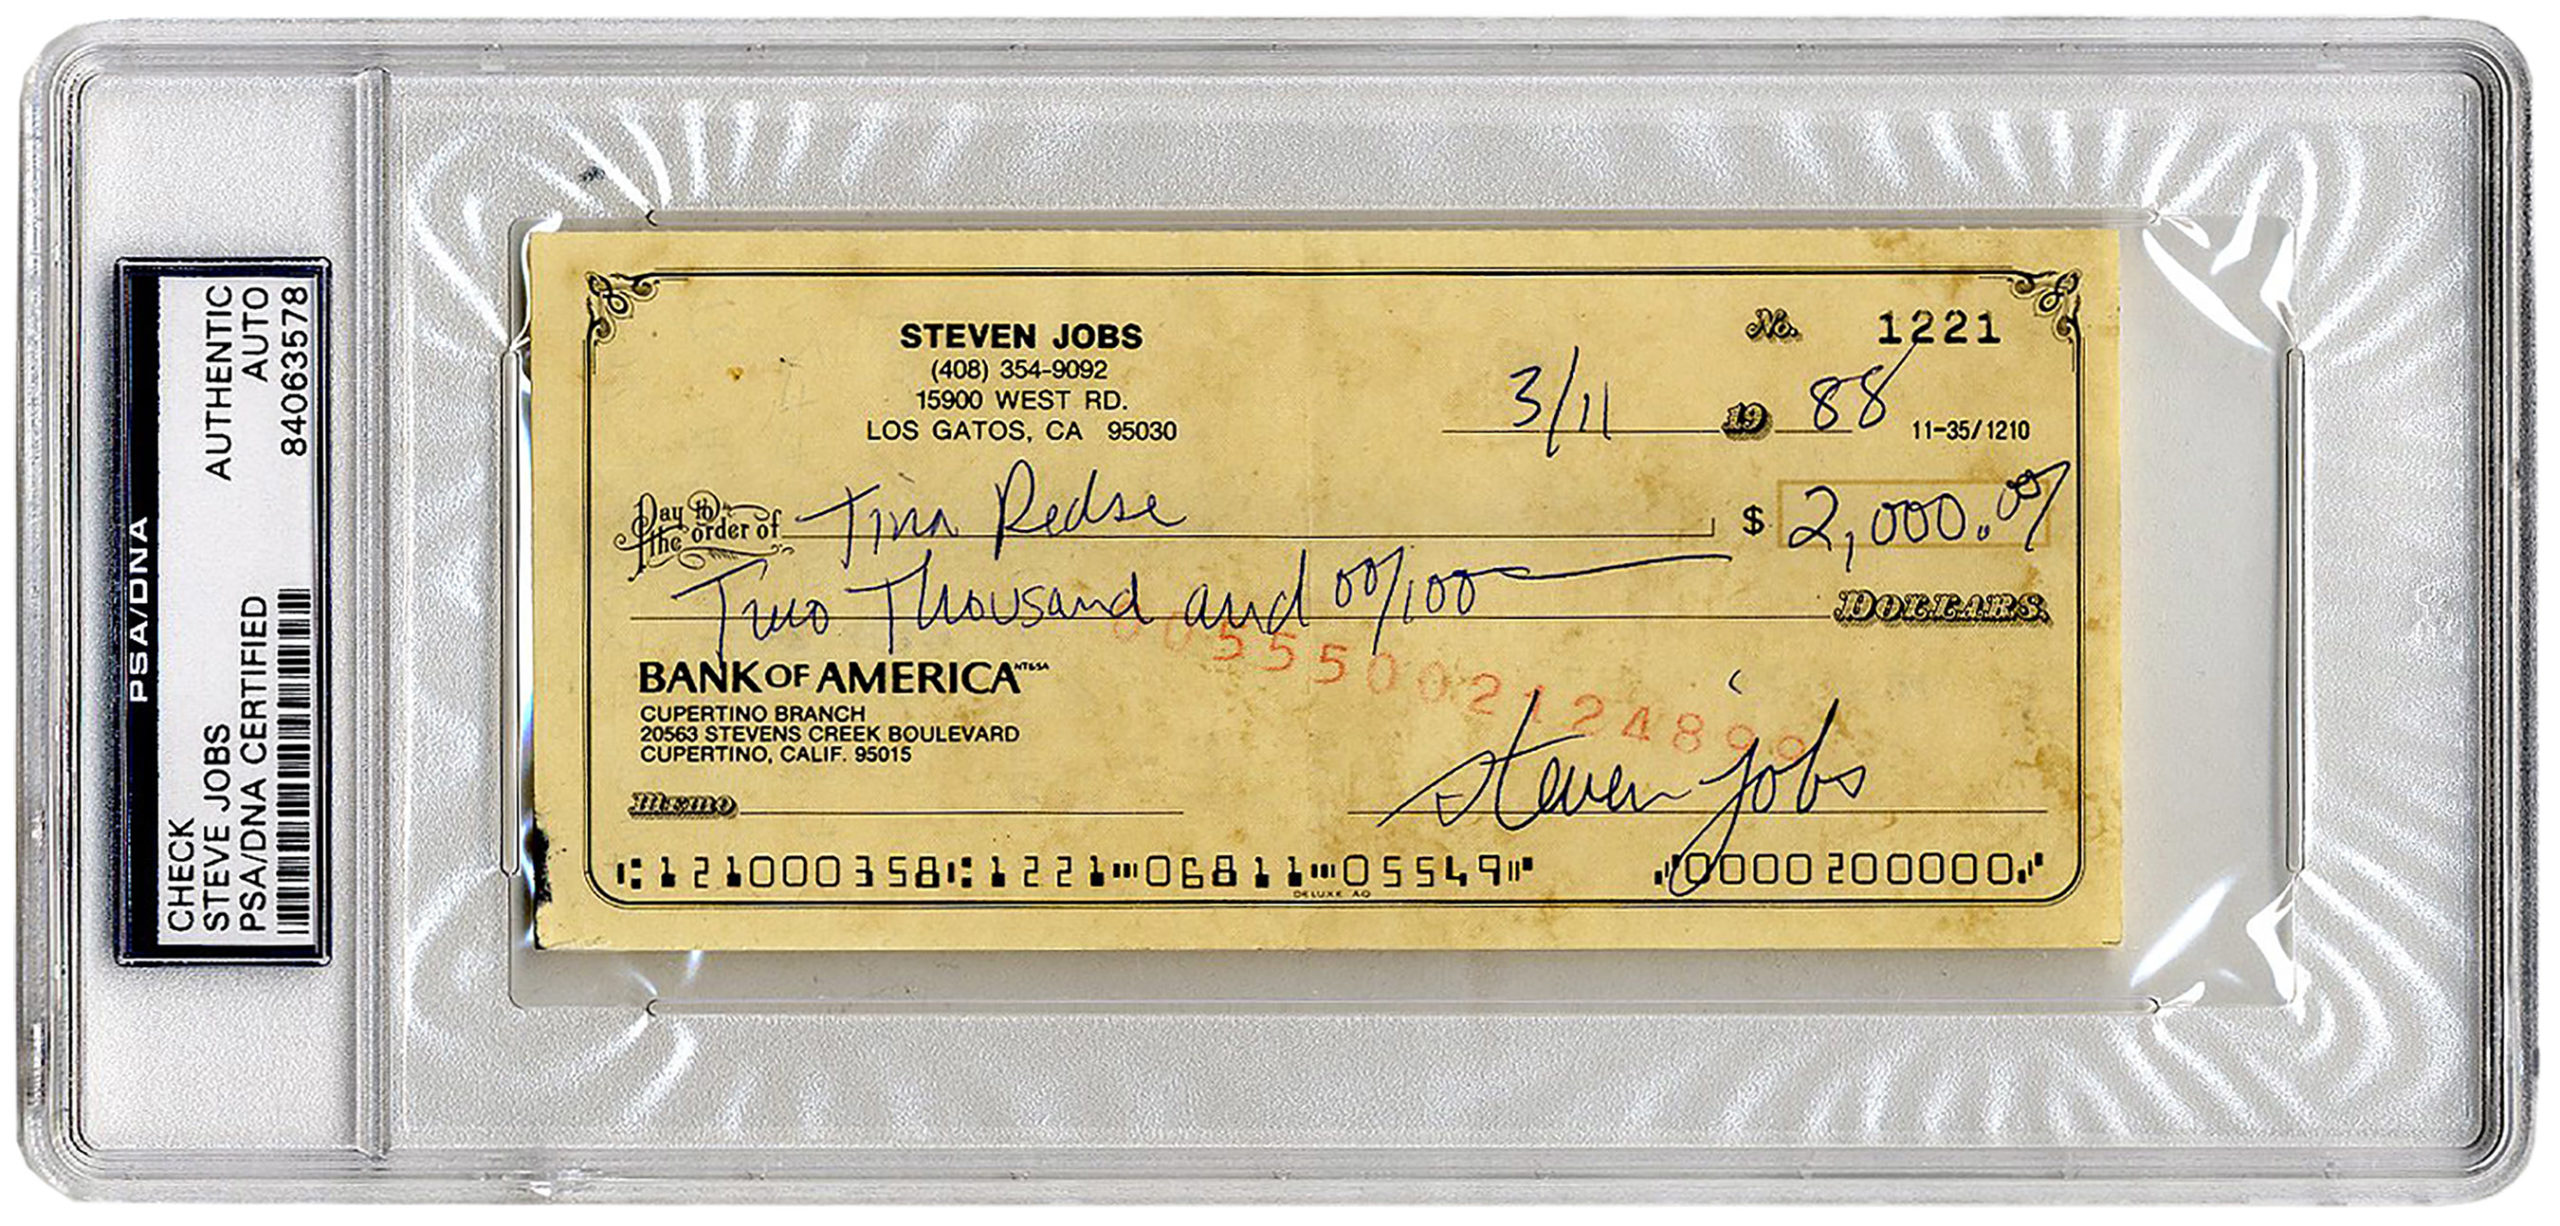 PSA/DNA
CHECK AUTHENTIC
STEVE JOBS AUTO
PSA/DNA CERTIFIED 84063578
STEVEN JOBS
(408) 354-9092
15900 WEST RD.
LOS GATOS, CA 95030
No. 1221
3/11 19 88 11-35/1210
Pay to the order of Tina Redse $ 2,000.00/
Two Thousand and 00/100 DOLLARS
005550021248
BANK OF AMERICA NT&SA
CUPERTINO BRANCH
20563 STEVENS CREEK BOULEVARD
CUPERTINO, CALIF. 95015
Memo steven jobs
⑆121000358⑆1221⑈06811⑈05549⑈ ⑇0000200000⑇
DELUXE AQ